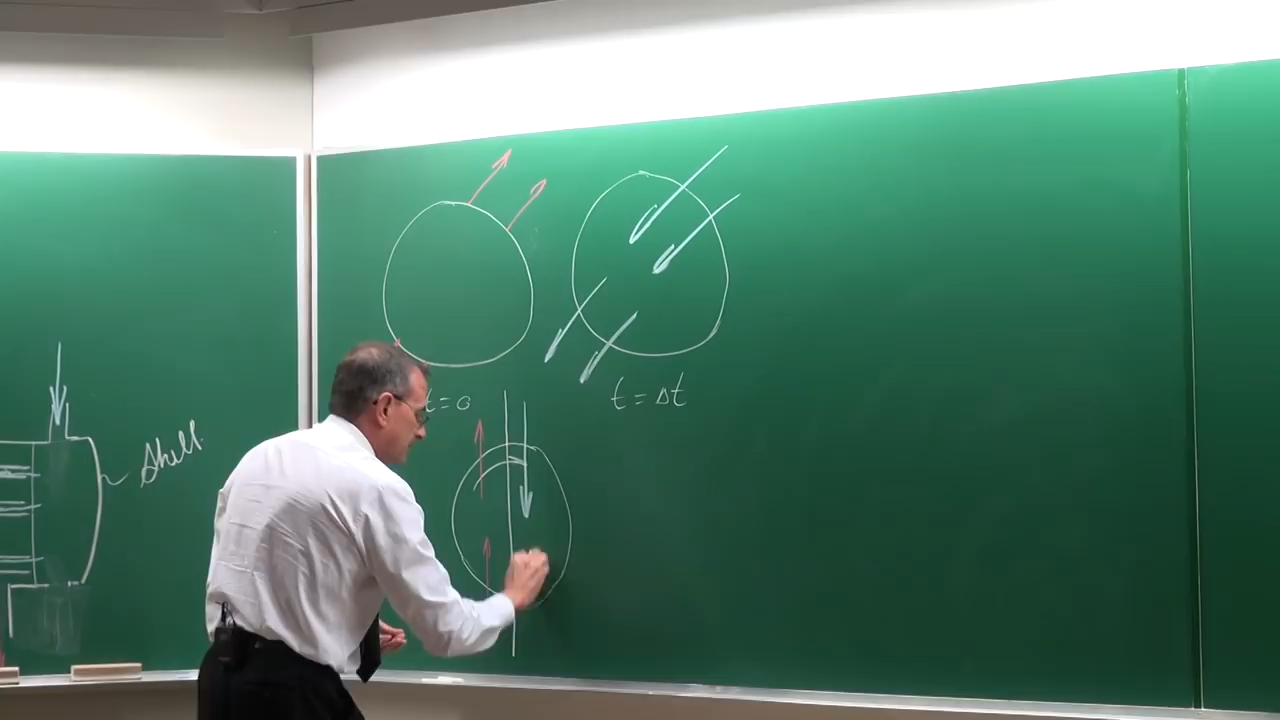 Shell
t=0
t = Δt